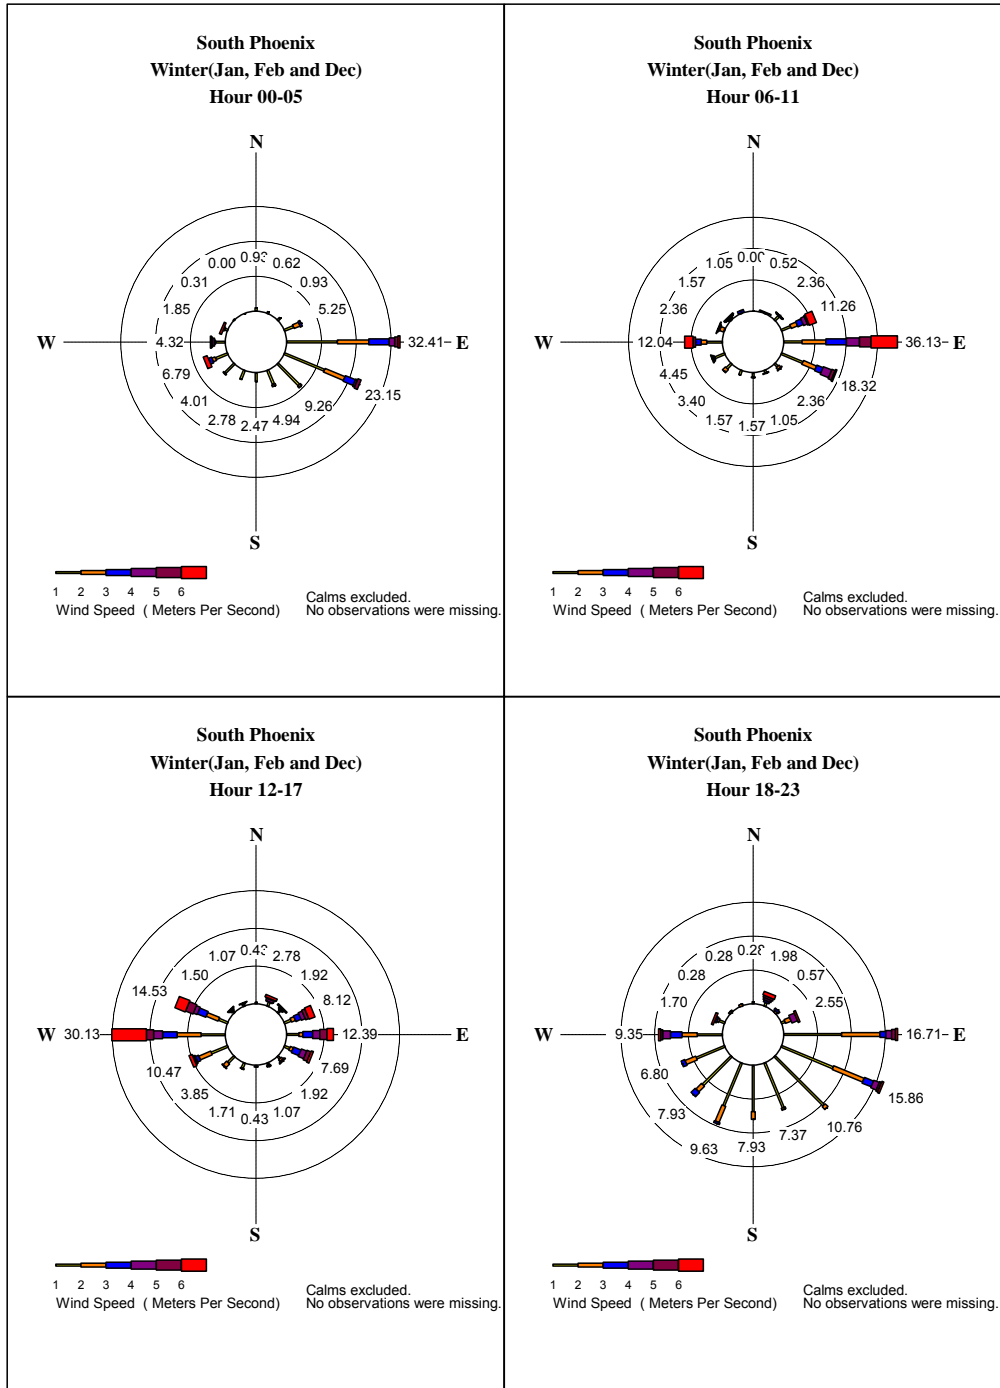 South Phoenix
Winter(Jan, Feb and Dec)
Hour 00-05
N
0.93
0.00 0.62
0.31 0.93
1.85 5.25
W 4.32 32.41 E
6.79 23.15
4.01 9.26
2.78 2.47 4.94
S
1 2 3 4 5 6
Wind Speed ( Meters Per Second)
Calms excluded.
No observations were missing.
South Phoenix
Winter(Jan, Feb and Dec)
Hour 06-11
N
0.00
1.05 0.52
1.57 2.36
2.36 11.26
W 12.04 36.13 E
4.45 18.32
3.40 2.36
1.57 1.57 1.05
S
1 2 3 4 5 6
Wind Speed ( Meters Per Second)
Calms excluded.
No observations were missing.
South Phoenix
Winter(Jan, Feb and Dec)
Hour 12-17
N
1.07 0.43 2.78
1.50 1.92
14.53 8.12
W 30.13 12.39 E
10.47 7.69
3.85 1.92
1.71 0.43 1.07
S
1 2 3 4 5 6
Wind Speed ( Meters Per Second)
Calms excluded.
No observations were missing.
South Phoenix
Winter(Jan, Feb and Dec)
Hour 18-23
N
0.28 0.28 1.98
0.28 0.57
1.70 2.55
W 9.35 16.71 E
6.80 15.86
7.93 10.76
9.63 7.93 7.37
S
1 2 3 4 5 6
Wind Speed ( Meters Per Second)
Calms excluded.
No observations were missing.